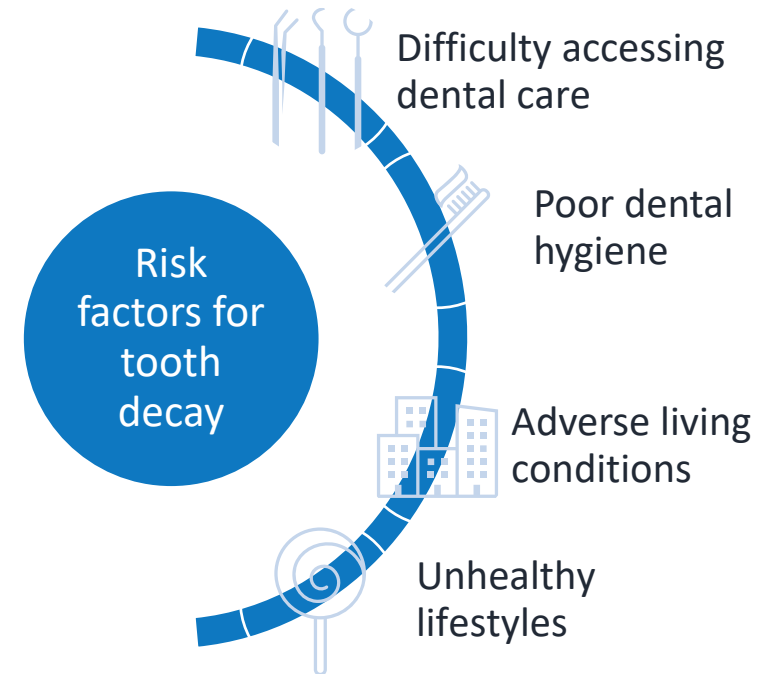 Risk
factors for
tooth
decay
Difficulty accessing
dental care
Poor dental
hygiene
Adverse living
conditions
Unhealthy
lifestyles